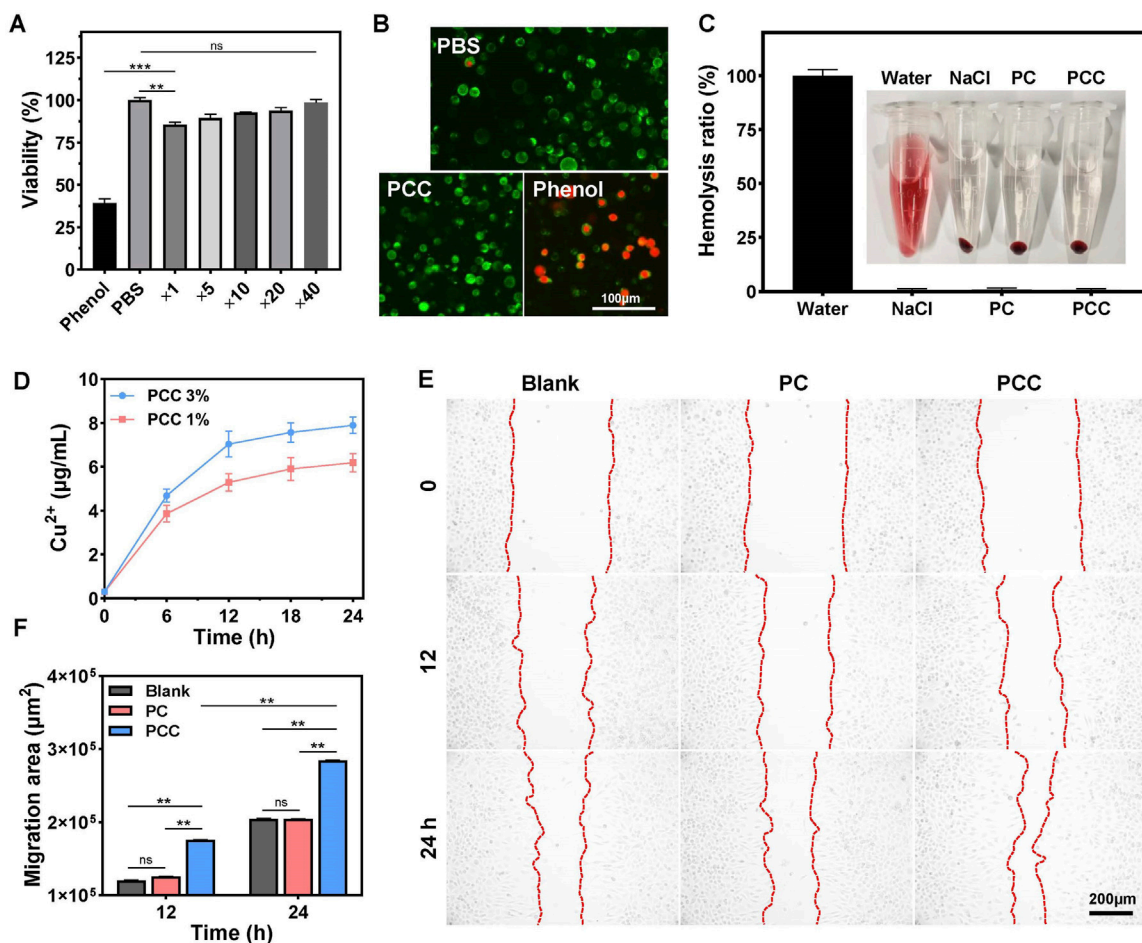 A
Viability (%)
125
100
75
50
25
0
ns
***
**
Phenol
PBS
×1
×5
×10
×20
×40
B
PBS
PCC
Phenol
100μm
C
Hemolysis ratio (%)
100
75
50
25
0
Water NaCl PC PCC
Water NaCl PC PCC
D
Cu²⁺ (μg/mL)
10
8
6
4
2
0
PCC 3%
PCC 1%
0 6 12 18 24
Time (h)
E
Blank PC PCC
0
12
24 h
200μm
F
Migration area (μm²)
4×10⁵
3×10⁵
2×10⁵
1×10⁵
Blank
PC
PCC
**
**
**
ns
**
**
ns
12 24
Time (h)